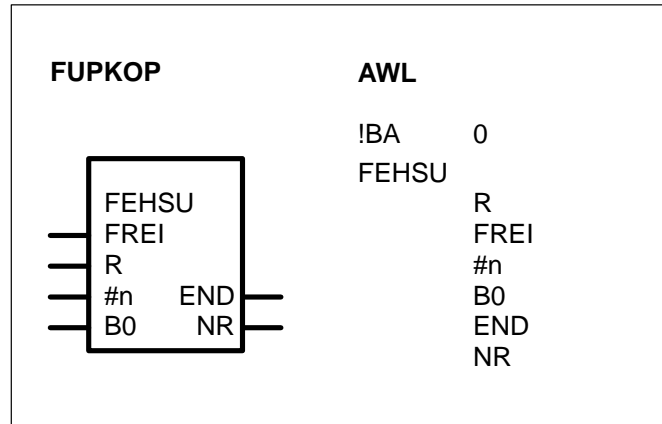 FUPKOP
FEHSU
FREI
R
#n END
B0 NR
AWL
!BA 0
FEHSU
R
FREI
#n
B0
END
NR